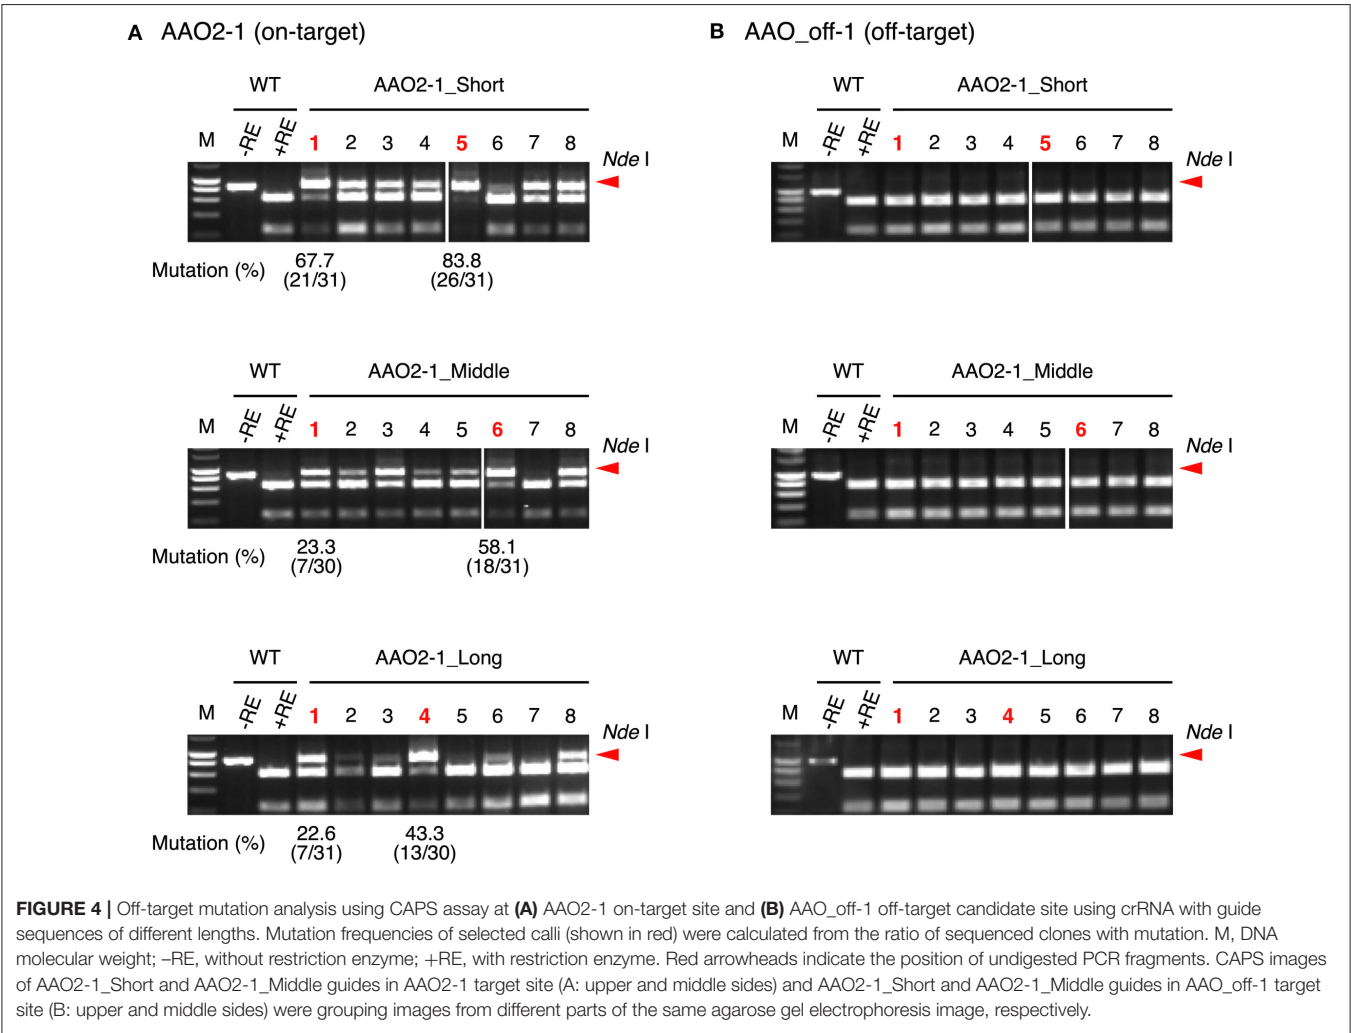 A AAO2-1 (on-target)
WT AAO2-1_Short
M -RE +RE 1 2 3 4 5 6 7 8
Nde I
Mutation (%) 67.7 83.8
(21/31) (26/31)
WT AAO2-1_Middle
M -RE +RE 1 2 3 4 5 6 7 8
Nde I
Mutation (%) 23.3 58.1
(7/30) (18/31)
WT AAO2-1_Long
M -RE +RE 1 2 3 4 5 6 7 8
Nde I
Mutation (%) 22.6 43.3
(7/31) (13/30)
B AAO_off-1 (off-target)
WT AAO2-1_Short
M -RE +RE 1 2 3 4 5 6 7 8
Nde I
WT AAO2-1_Middle
M -RE +RE 1 2 3 4 5 6 7 8
Nde I
WT AAO2-1_Long
M -RE +RE 1 2 3 4 5 6 7 8
Nde I
FIGURE 4 | Off-target mutation analysis using CAPS assay at (A) AAO2-1 on-target site and (B) AAO_off-1 off-target candidate site using crRNA with guide
sequences of different lengths. Mutation frequencies of selected calli (shown in red) were calculated from the ratio of sequenced clones with mutation. M, DNA
molecular weight; –RE, without restriction enzyme; +RE, with restriction enzyme. Red arrowheads indicate the position of undigested PCR fragments. CAPS images
of AAO2-1_Short and AAO2-1_Middle guides in AAO2-1 target site (A: upper and middle sides) and AAO2-1_Short and AAO2-1_Middle guides in AAO_off-1 target
site (B: upper and middle sides) were grouping images from different parts of the same agarose gel electrophoresis image, respectively.